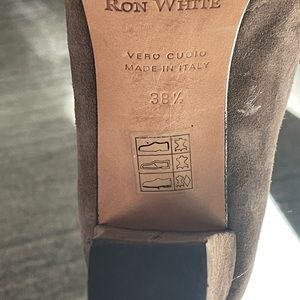 RON WHITE
VERO CUOIO
MADE IN ITALY
38½